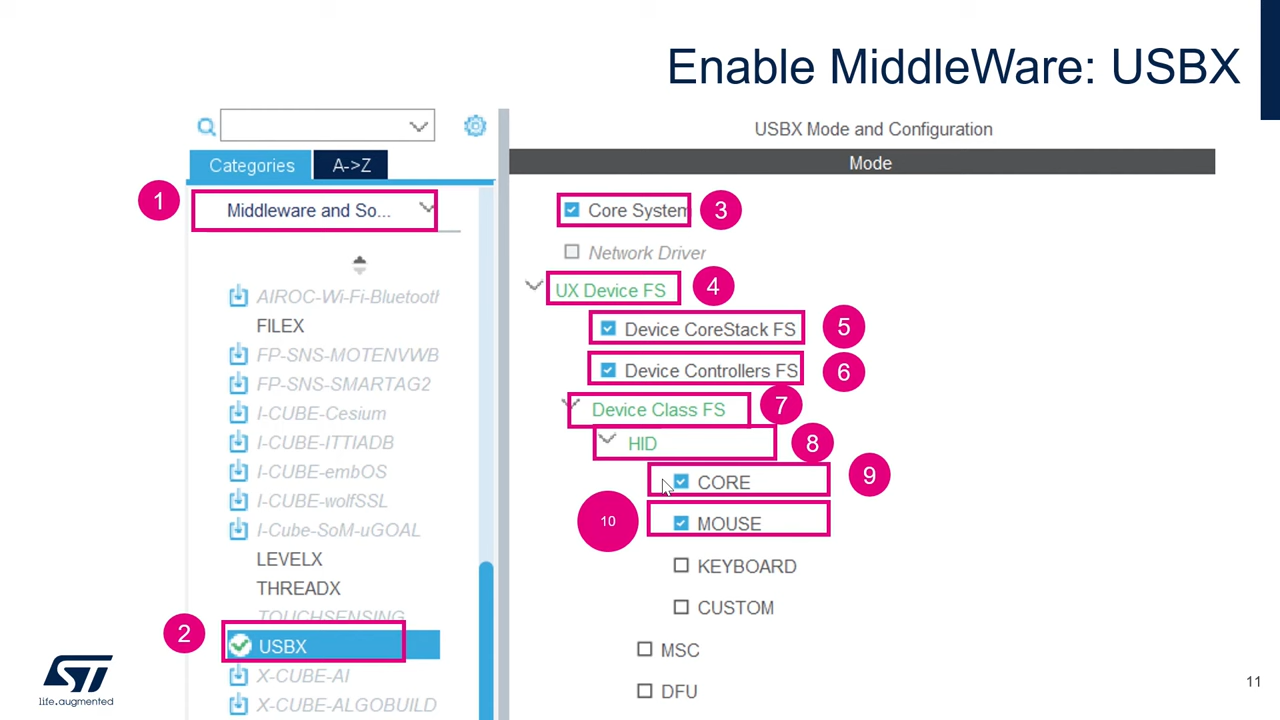 Enable MiddleWare: USBX
Categories
A->Z
1
Middleware and So...
AIROC-Wi-Fi-Bluetooth
FILEX
FP-SNS-MOTENVWB
FP-SNS-SMARTAG2
I-CUBE-Cesium
I-CUBE-ITTIADB
I-CUBE-embOS
I-CUBE-wolfSSL
I-Cube-SoM-uGOAL
LEVELX
THREADX
TOUCHSENSING
2
USBX
X-CUBE-AI
X-CUBE-ALGOBUILD
USBX Mode and Configuration
Mode
Core System
3
Network Driver
UX Device FS
4
Device CoreStack FS
5
Device Controllers FS
6
Device Class FS
7
HID
8
CORE
9
10
MOUSE
KEYBOARD
CUSTOM
MSC
DFU
ST
life.augmented
11